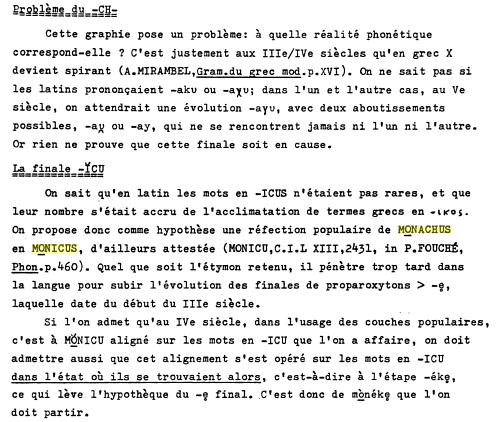 Problème du -CH-
Cette graphie pose un problème: à quelle réalité phonétique
correspond-elle ? C'est justement aux IIIe/IVe siècles qu'en grec X
devient spirant (A.MIRAMBEL,Gram.du grec mod.p.XVI). On ne sait pas si
les latins prononçaient -aku ou -aχu; dans l'un et l'autre cas, au Ve
siècle, on attendrait une évolution -aγu, avec deux aboutissements
possibles, -au̯ ou -ay, qui ne se rencontrent jamais ni l'un ni l'autre.
Or rien ne prouve que cette finale soit en cause.
La finale -ĬCU
On sait qu'en latin les mots en -ICUS n'étaient pas rares, et que
leur nombre s'était accru de l'acclimatation de termes grecs en -ικος.
On propose donc comme hypothèse une réfection populaire de MONACHUS
en MONICUS, d'ailleurs attestée (MONICU,C.I.L XIII,2431, in P.FOUCHÉ,
Phon.p.460). Quel que soit l'étymon retenu, il pénètre trop tard dans
la langue pour subir l'évolution des finales de proparoxytons > -ẹ,
laquelle date du début du IIIe siècle.
Si l'on admet qu'au IVe siècle, dans l'usage des couches populaires,
c'est à MŎNICU aligné sur les mots en -ICU que l'on a affaire, on doit
admettre aussi que cet alignement s'est opéré sur les mots en -ICU
dans l'état où ils se trouvaient alors, c'est-à-dire à l'étape -ékẹ,
ce qui lève l'hypothèque du -ẹ final. C'est donc de mònékẹ que l'on
doit partir.